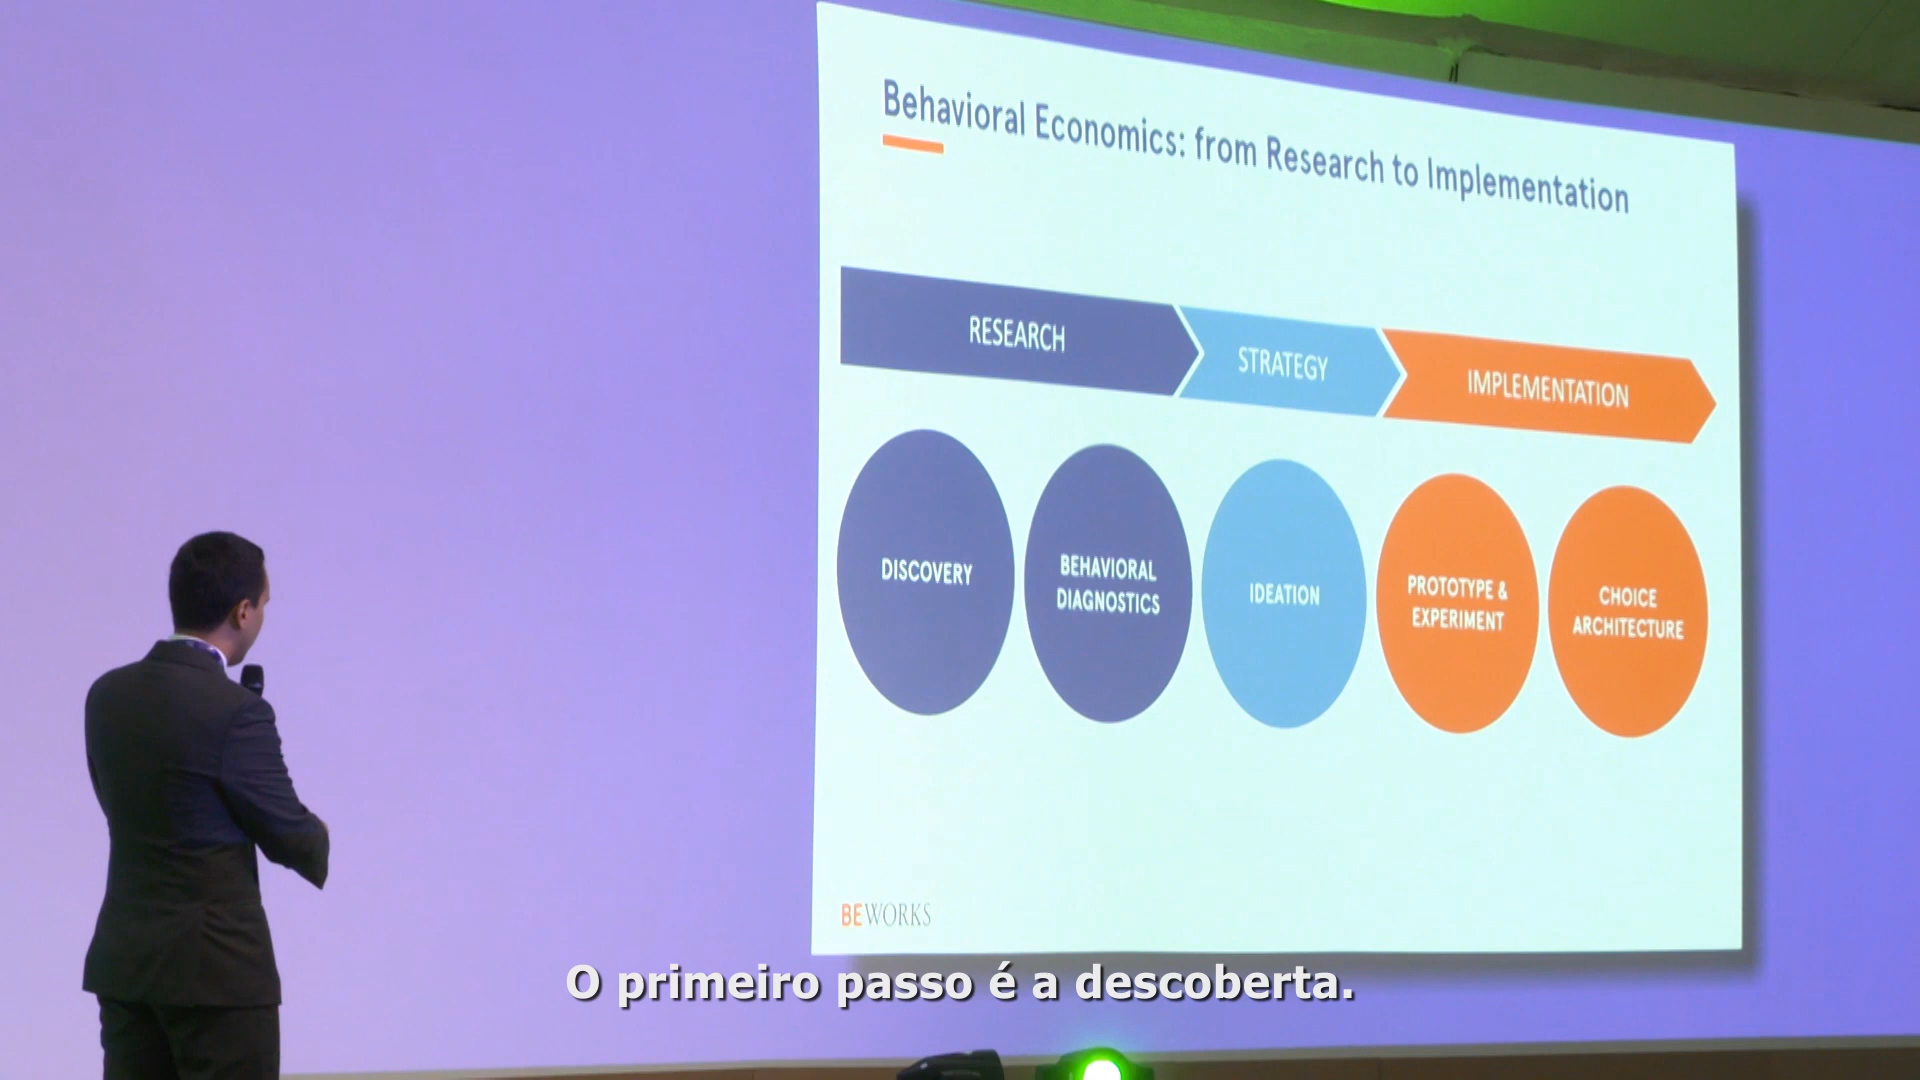 Behavioral Economics: from Research to Implementation
RESEARCH
STRATEGY
IMPLEMENTATION
DISCOVERY
BEHAVIORAL
DIAGNOSTICS
IDEATION
PROTOTYPE &
EXPERIMENT
CHOICE
ARCHITECTURE
BEWORKS
O primeiro passo é a descoberta.